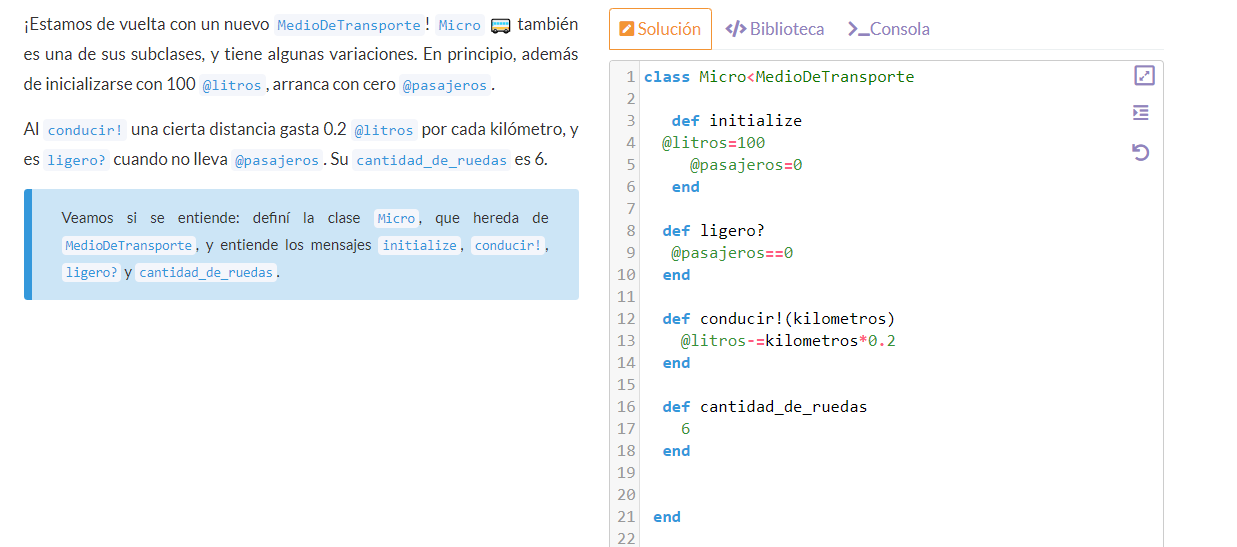 ¡Estamos de vuelta con un nuevo MedioDeTransporte! Micro 🚍 también
es una de sus subclases, y tiene algunas variaciones. En principio, además
de inicializarse con 100 @litros, arranca con cero @pasajeros.
Al conducir! una cierta distancia gasta 0.2 @litros por cada kilómetro, y
es ligero? cuando no lleva @pasajeros. Su cantidad_de_ruedas es 6.
Veamos si se entiende: definí la clase Micro, que hereda de
MedioDeTransporte, y entiende los mensajes initialize, conducir!,
ligero? y cantidad_de_ruedas.
Solución </> Biblioteca >_Consola
1 class Micro<MedioDeTransporte
2
3    def initialize
4   @litros=100
5      @pasajeros=0
6    end
7
8   def ligero?
9    @pasajeros==0
10   end
11
12   def conducir!(kilometros)
13     @litros-=kilometros*0.2
14   end
15
16   def cantidad_de_ruedas
17     6
18   end
19
20
21  end
22